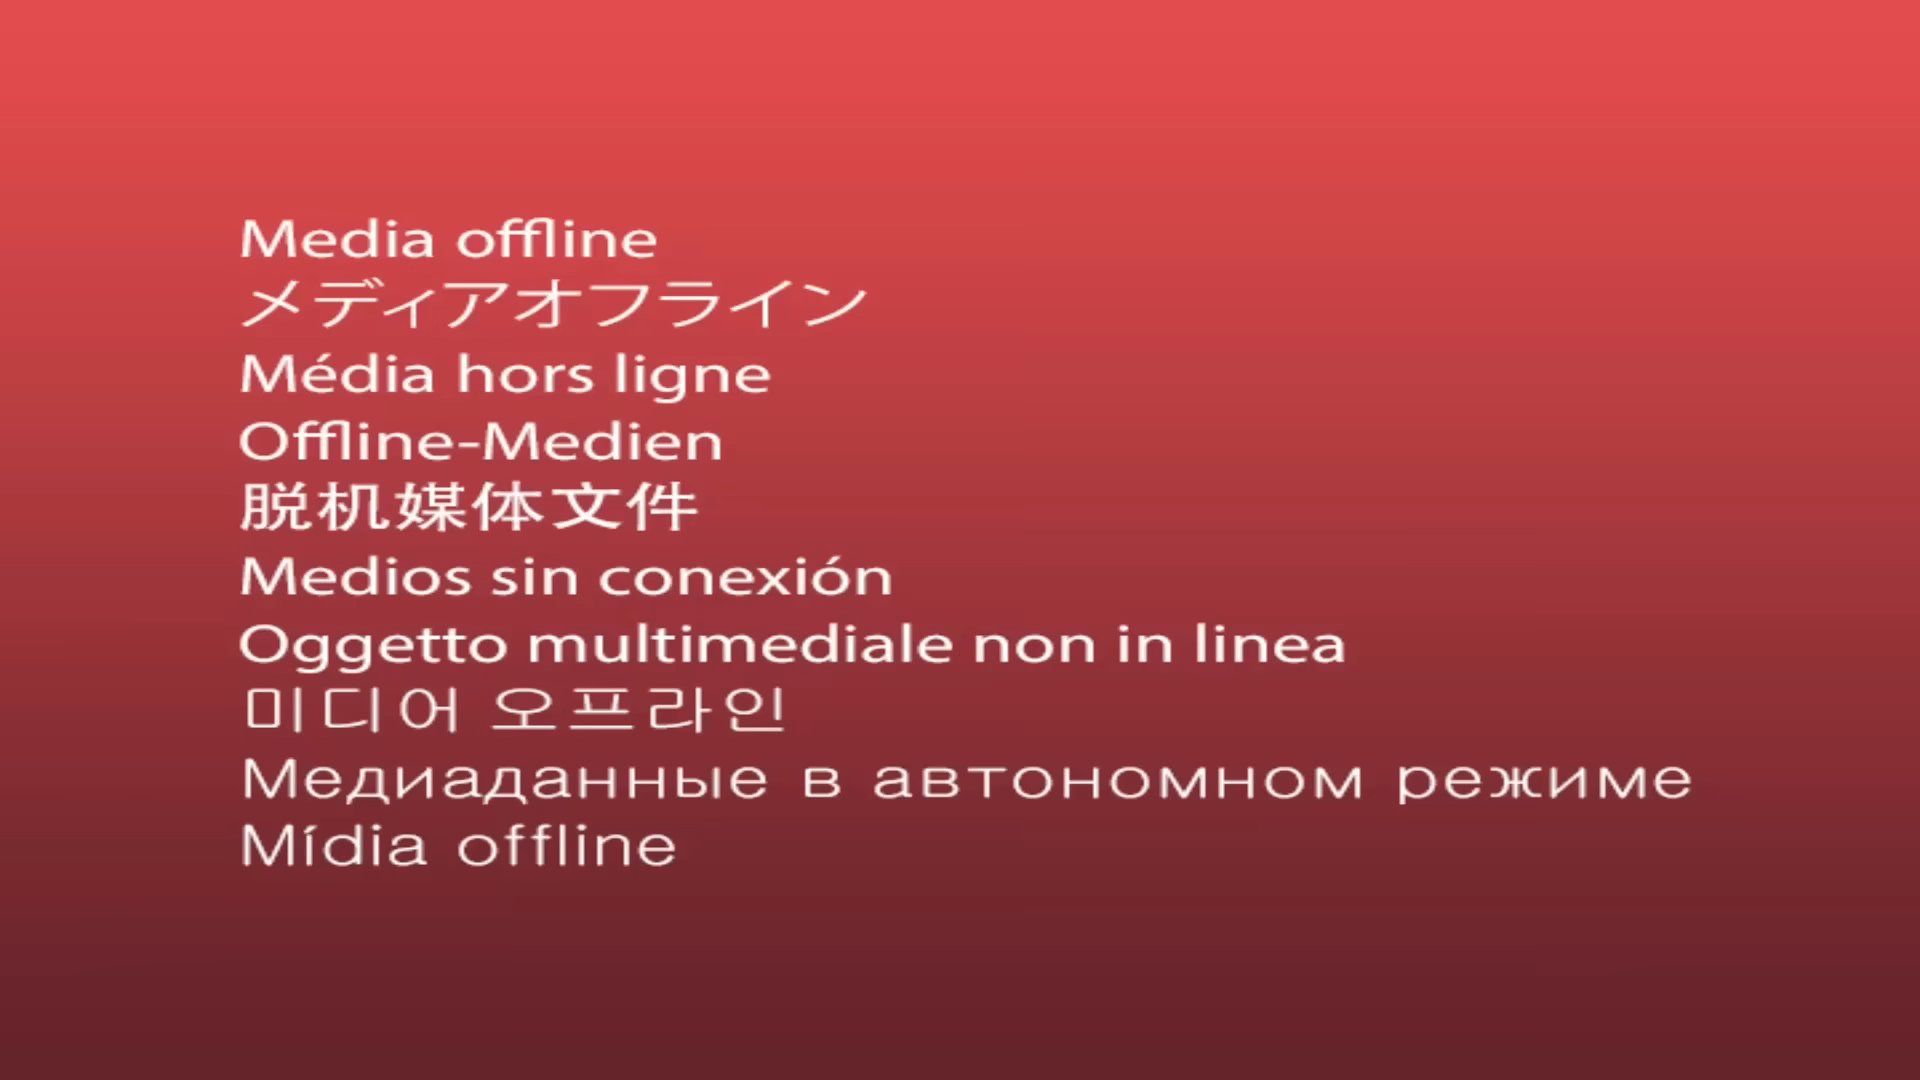 Media offline
メディアオフライン
Média hors ligne
Offline-Medien
脱机媒体文件
Medios sin conexión
Oggetto multimediale non in linea
미디어 오프라인
Медиаданные в автономном режиме
Mídia offline